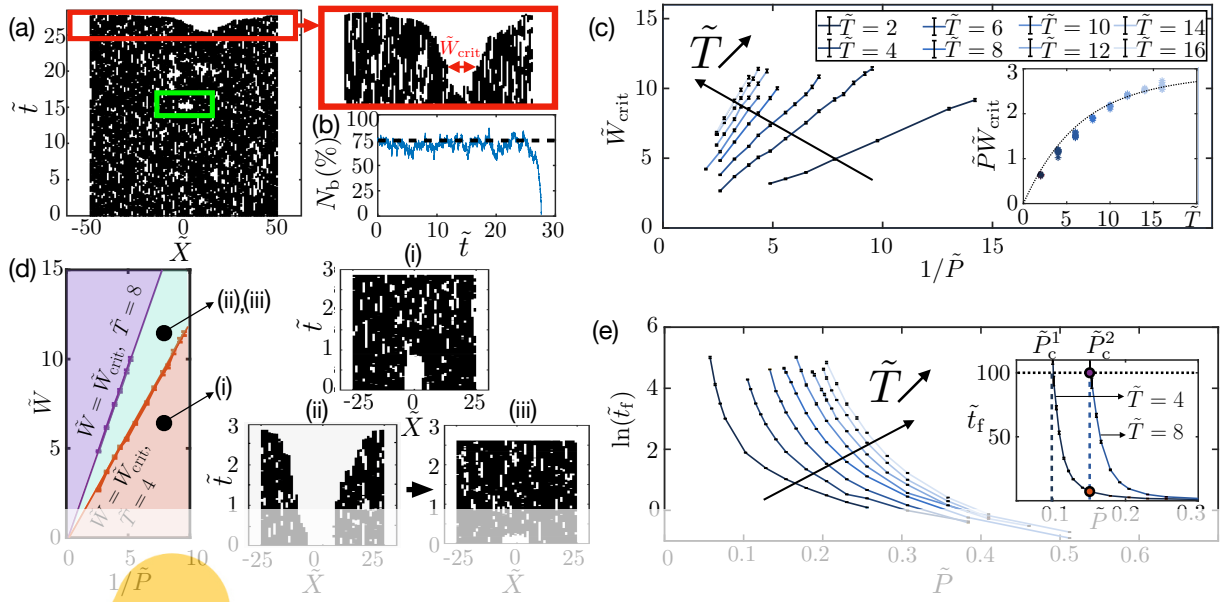 (a)
t̃
25
20
15
10
5
0
-50 0 50
X̃
W̃crit
(b)
Nb(%)
100
75
50
25
0
0 10 20 30
t̃
(c)
T̃
T̃ = 2 T̃ = 6 T̃ = 10 T̃ = 14
T̃ = 4 T̃ = 8 T̃ = 12 T̃ = 16
W̃crit
15
10
5
0
0 5 10 15
1/P̃
P̃W̃crit
3
2
1
0
0 5 10 15 T̃
(d)
W̃
15
10
5
0
0 10
1/P̃
W̃ = W̃crit, T̃ = 8
W̃ = W̃crit,
T̃ = 4
(ii),(iii)
(i)
(i)
t̃
3
2
1
0
-25 0 25
X̃
(ii)
t̃
3
2
1
0
-25 0 25
X̃
(iii)
3
2
1
0
-25 0 25
X̃
(e)
ln(t̃f)
6
5
4
3
2
1
0
-1
0 0.1 0.2 0.3 0.4 0.5 0.6
P̃
T̃
P̃c1 P̃c2
100
t̃f
50
T̃ = 4
T̃ = 8
0.1 0.2 0.3
P̃